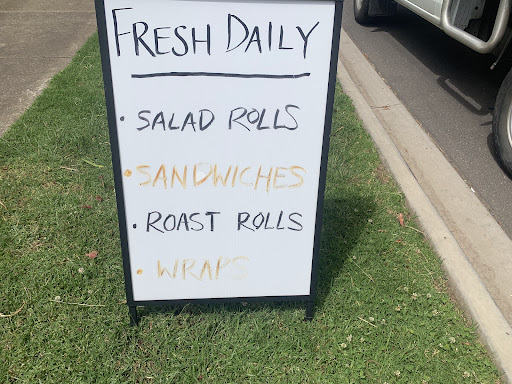 FRESH DAILY
• SALAD ROLLS
• SANDWICHES
• ROAST ROLLS
• WRAPS